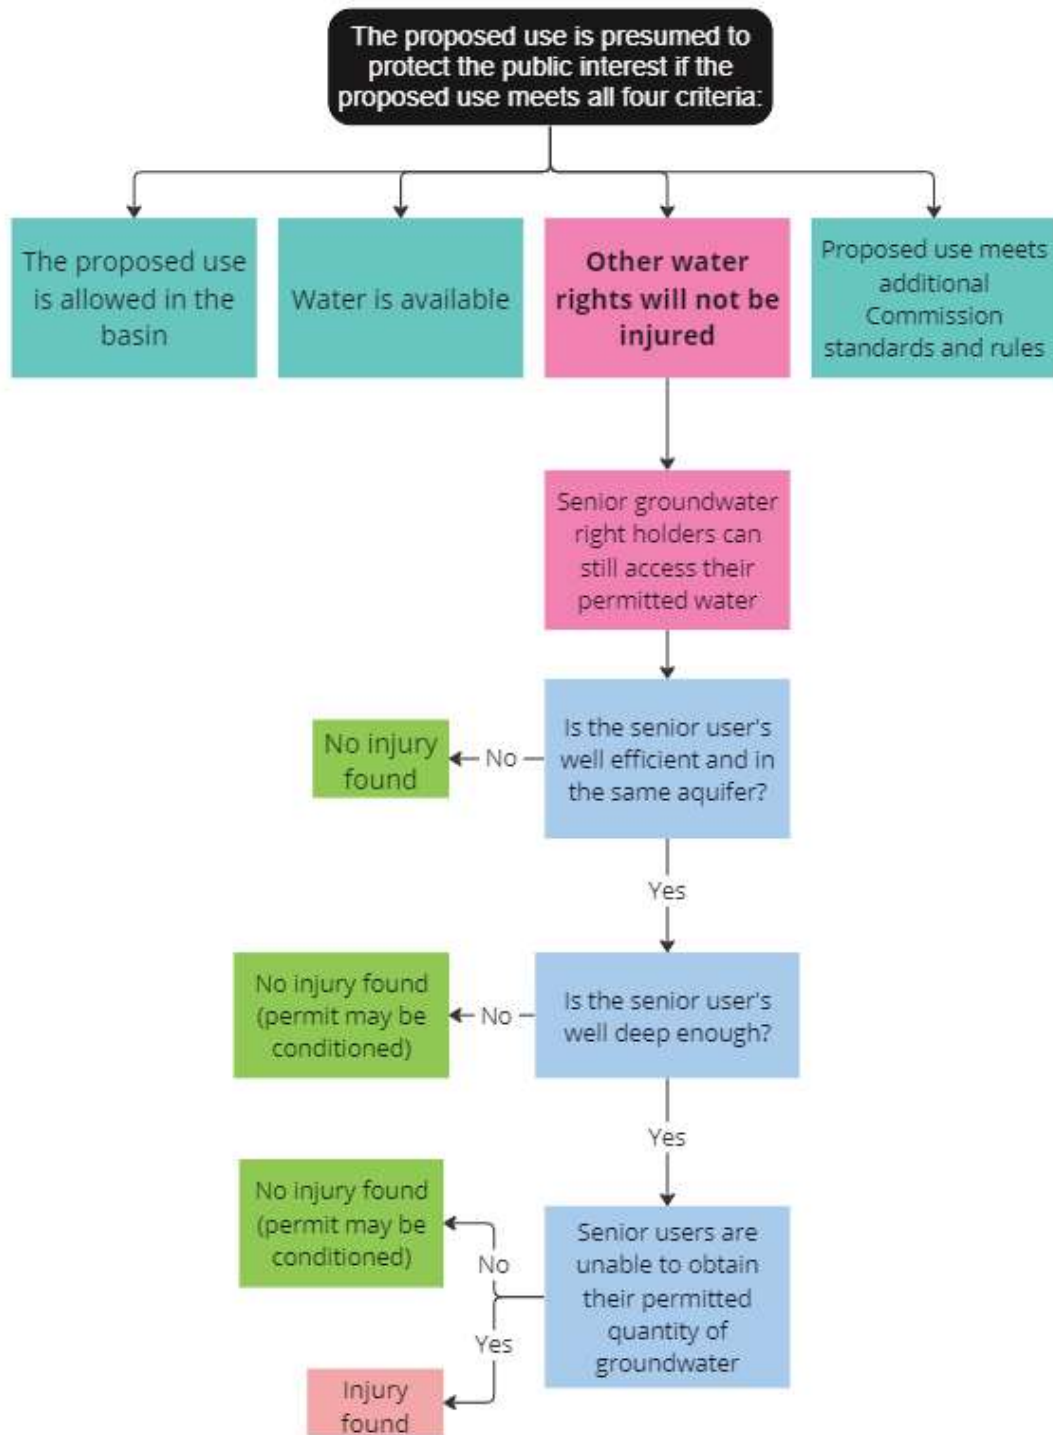 The proposed use is presumed to
protect the public interest if the
proposed use meets all four criteria:
The proposed use
is allowed in the
basin
Water is available
Other water
rights will not be
injured
Proposed use meets
additional
Commission
standards and rules
Senior groundwater
right holders can
still access their
permitted water
Is the senior user's
well efficient and in
the same aquifer?
No
No injury
found
Yes
Is the senior user's
well deep enough?
No
No injury found
(permit may be
conditioned)
Yes
Senior users are
unable to obtain
their permitted
quantity of
groundwater
No
No injury found
(permit may be
conditioned)
Yes
Injury
found